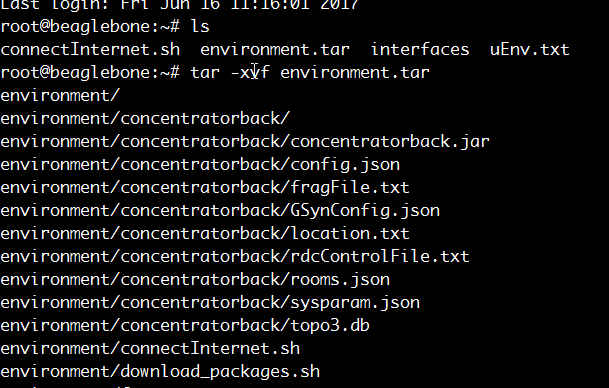 Last login: Fri Jun 16 11:16:01 2017
root@beaglebone:~# ls
connectInternet.sh environment.tar interfaces uEnv.txt
root@beaglebone:~# tar -xvf environment.tar
environment/
environment/concentratorback/
environment/concentratorback/concentratorback.jar
environment/concentratorback/config.json
environment/concentratorback/fragFile.txt
environment/concentratorback/GSynConfig.json
environment/concentratorback/location.txt
environment/concentratorback/rdcControlFile.txt
environment/concentratorback/rooms.json
environment/concentratorback/sysparam.json
environment/concentratorback/topo3.db
environment/connectInternet.sh
environment/download_packages.sh